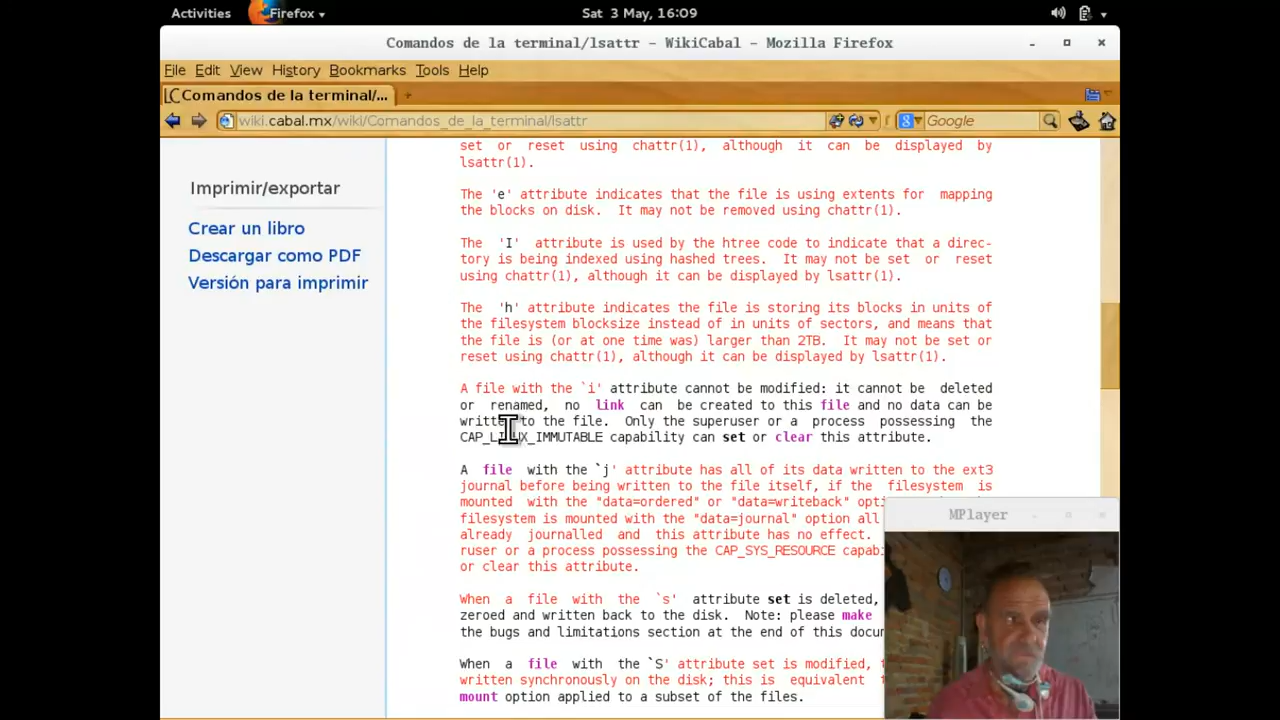 Activities Firefox Sat 3 May, 16:09
Comandos de la terminal/lsattr - WikiCabal - Mozilla Firefox
File Edit View History Bookmarks Tools Help
Comandos de la terminal/...
wiki.cabal.mx/wiki/Comandos_de_la_terminal/lsattr Google
Imprimir/exportar
Crear un libro
Descargar como PDF
Versión para imprimir
set or reset using chattr(1), although it can be displayed by
lsattr(1).
The 'e' attribute indicates that the file is using extents for mapping
the blocks on disk. It may not be removed using chattr(1).
The 'I' attribute is used by the htree code to indicate that a direc-
tory is being indexed using hashed trees. It may not be set or reset
using chattr(1), although it can be displayed by lsattr(1).
The 'h' attribute indicates the file is storing its blocks in units of
the filesystem blocksize instead of in units of sectors, and means that
the file is (or at one time was) larger than 2TB. It may not be set or
reset using chattr(1), although it can be displayed by lsattr(1).
A file with the `i' attribute cannot be modified: it cannot be deleted
or renamed, no link can be created to this file and no data can be
written to the file. Only the superuser or a process possessing the
CAP_LINUX_IMMUTABLE capability can set or clear this attribute.
A file with the `j' attribute has all of its data written to the ext3
journal before being written to the file itself, if the filesystem is
mounted with the "data=ordered" or "data=writeback" opti
filesystem is mounted with the "data=journal" option all
already journalled and this attribute has no effect.
ruser or a process possessing the CAP_SYS_RESOURCE capab
or clear this attribute.
When a file with the `s' attribute set is deleted,
zeroed and written back to the disk. Note: please make
the bugs and limitations section at the end of this docu
When a file with the `S' attribute set is modified,
written synchronously on the disk; this is equivalent
mount option applied to a subset of the files.
MPlayer